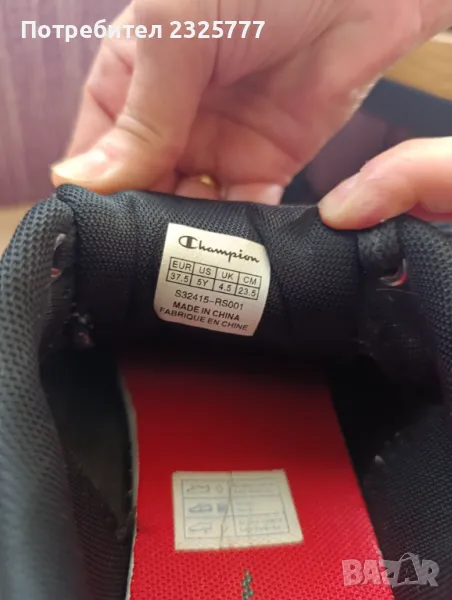 Потребител 2325777
Champion
EUR US UK CM
37.5 5Y 4.5 23.5
S32415-RS001
MADE IN CHINA
FABRIQUE EN CHINE
BAZAR